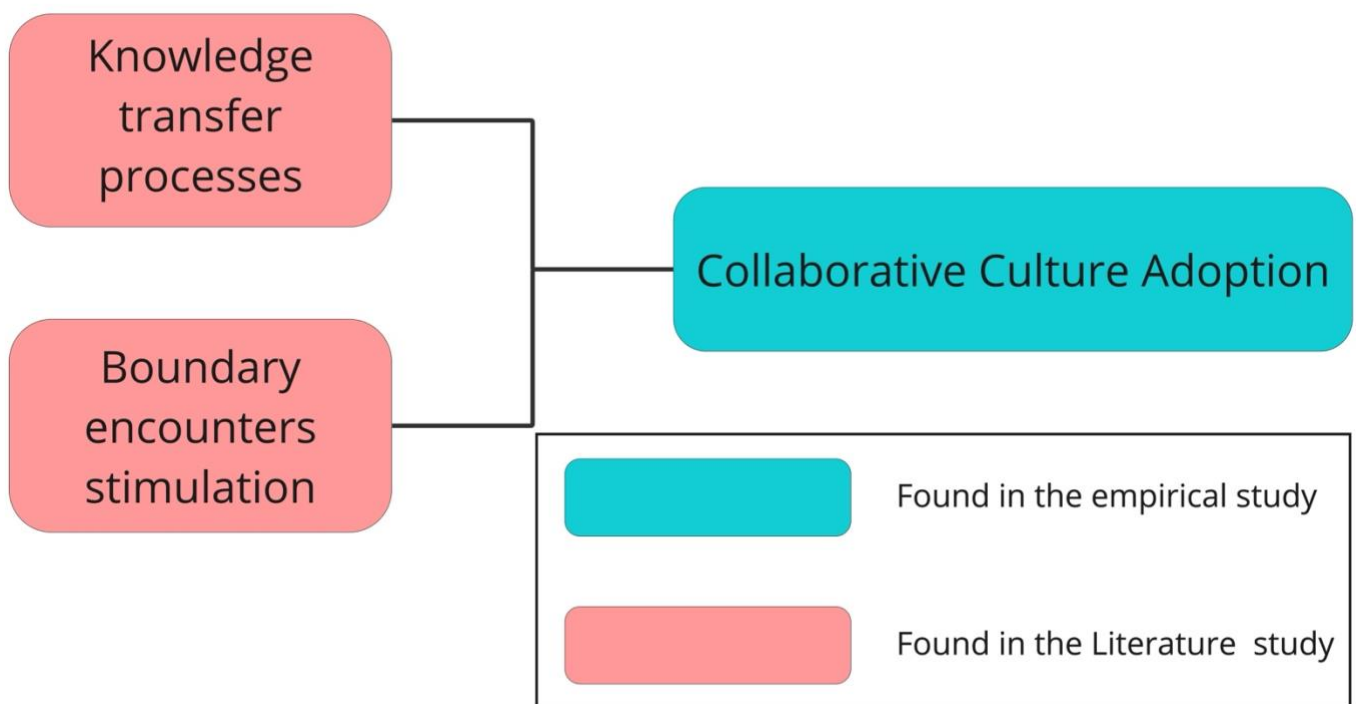 Knowledge
transfer
processes
Collaborative Culture Adoption
Boundary
encounters
stimulation
Found in the empirical study
Found in the Literature study